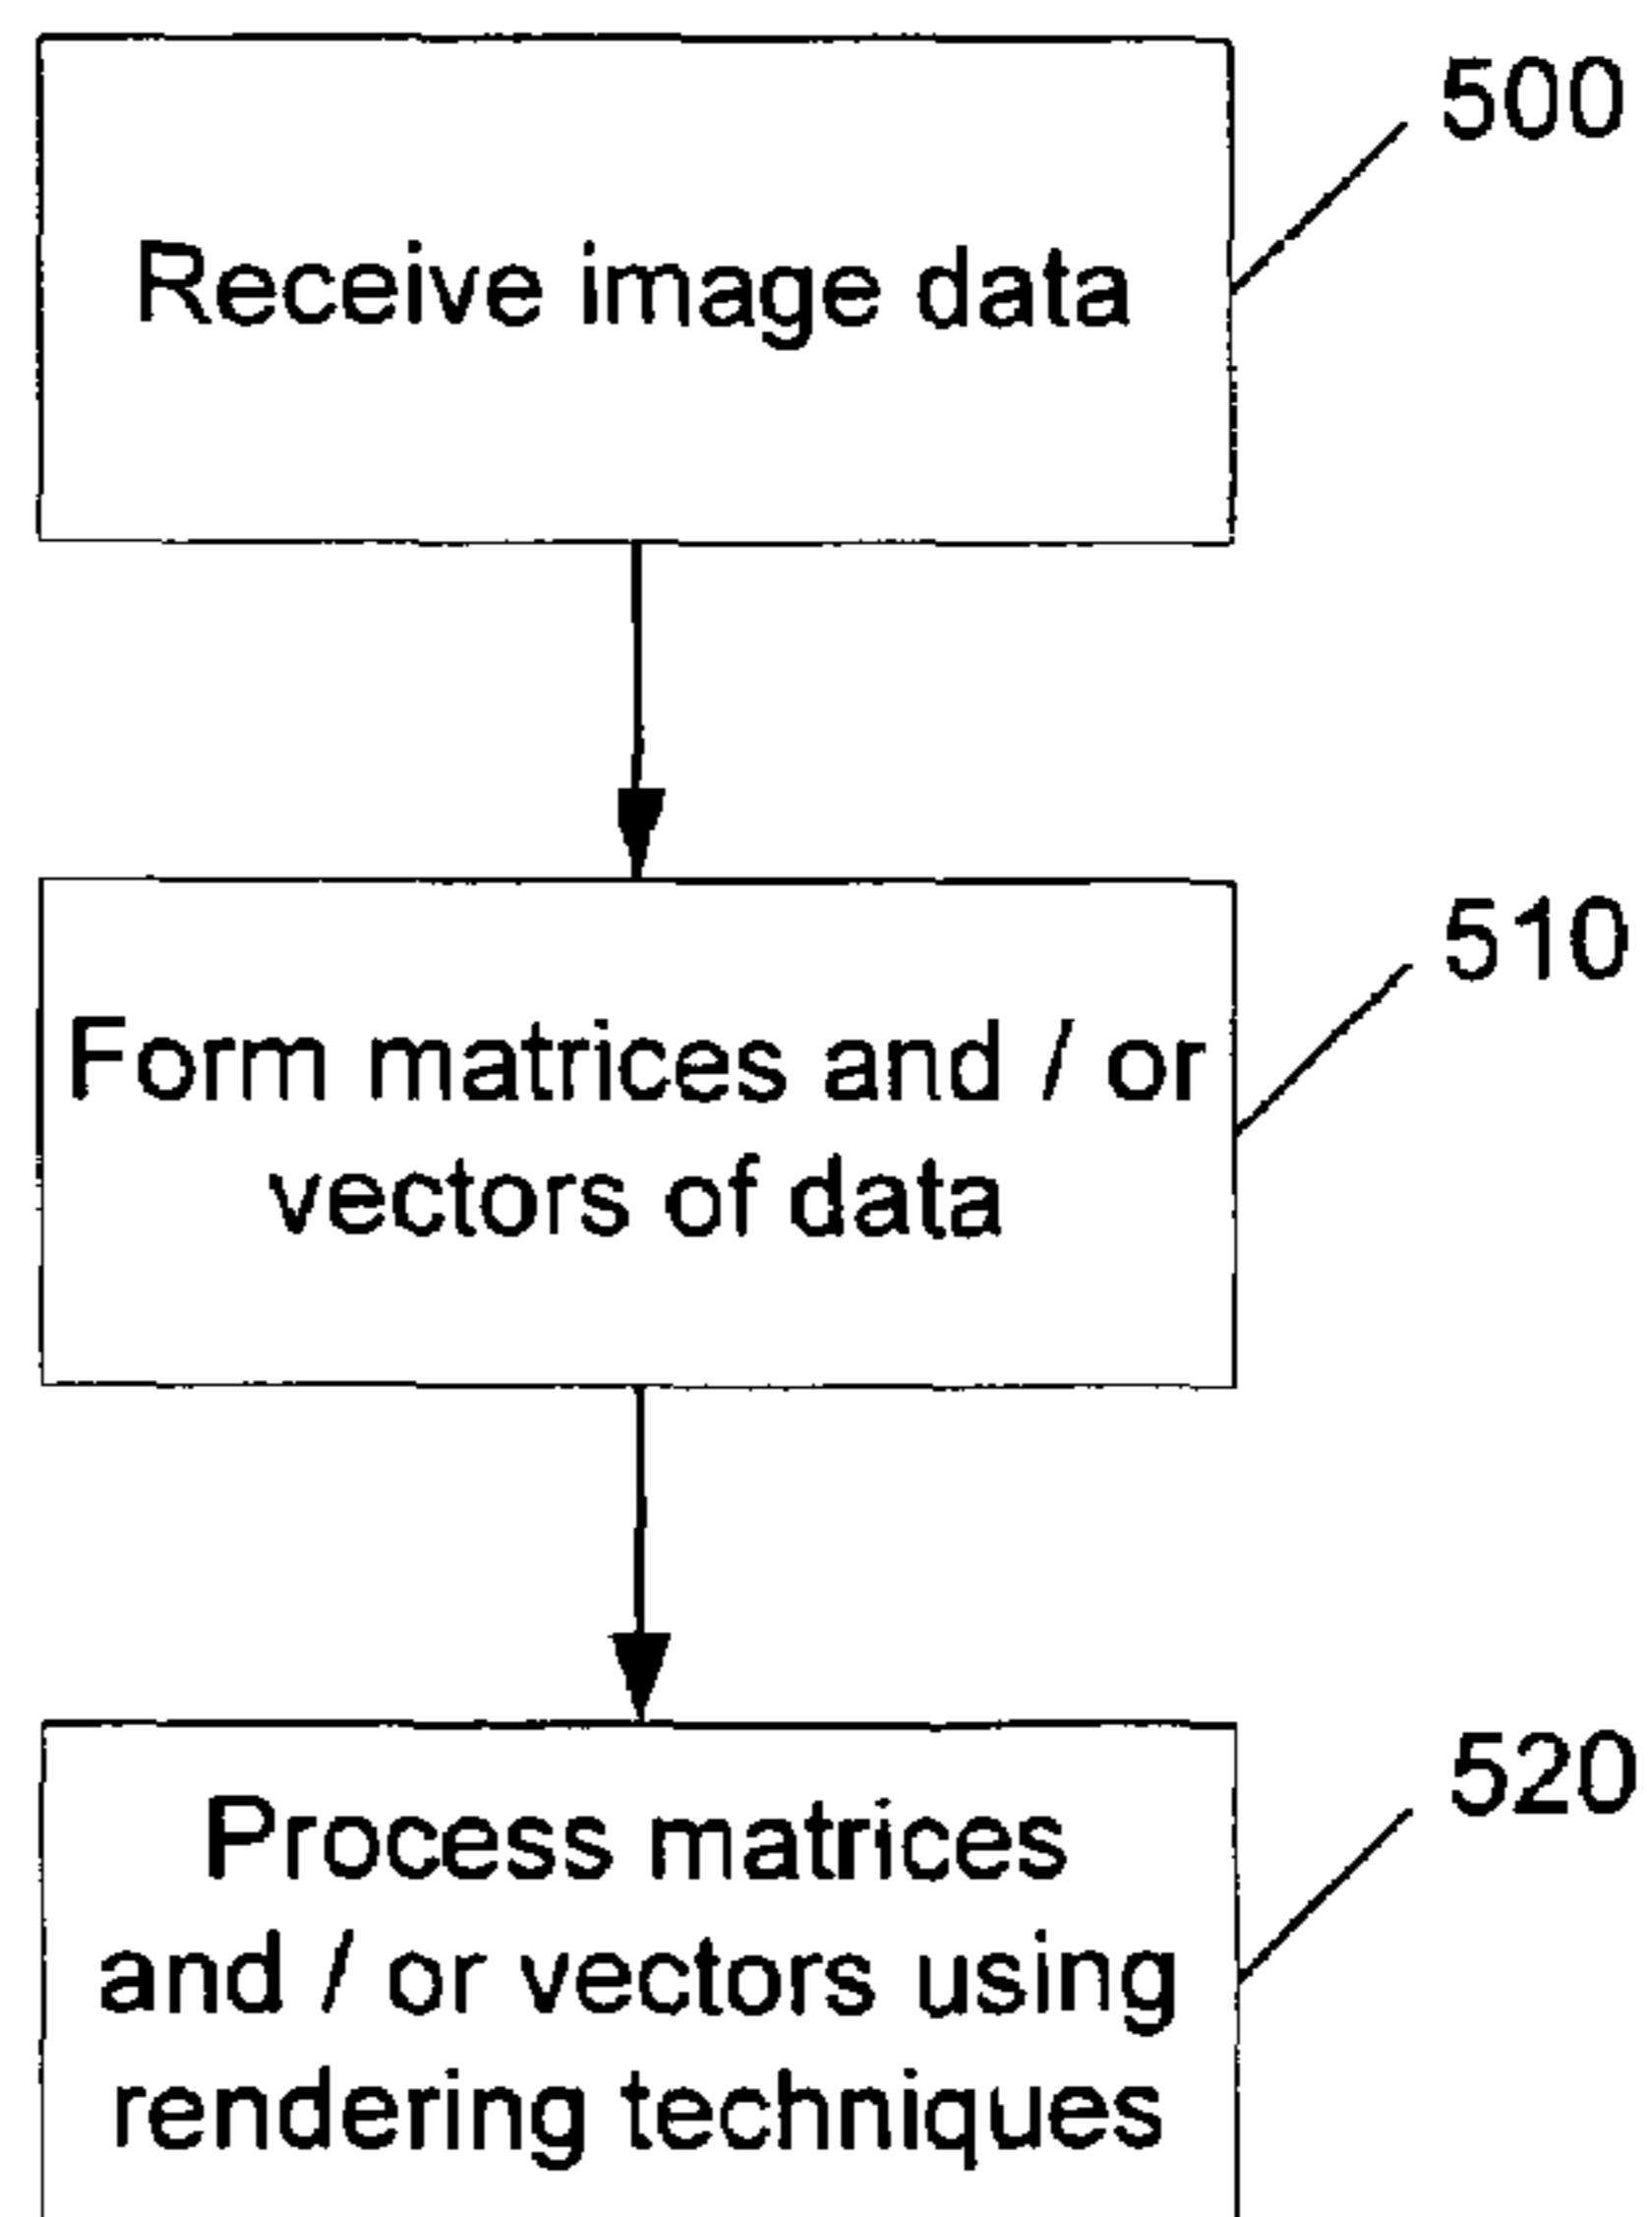 500
Receive image data
510
Form matrices and / or
vectors of data
520
Process matrices
and / or vectors using
rendering techniques